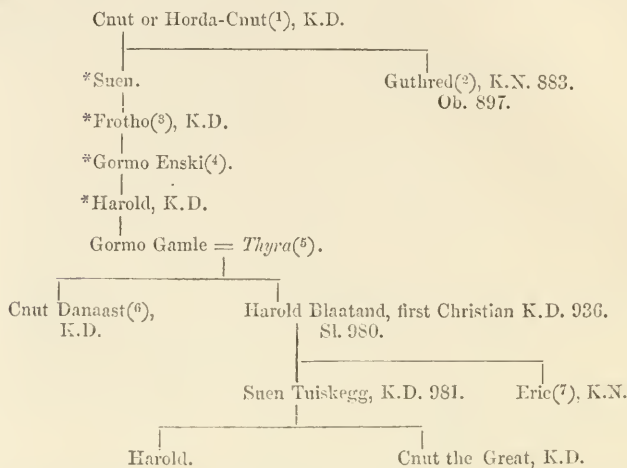 Cnut or Horda-Cnut(¹), K.D.
*Suen.
Guthred(²), K.N. 883.
Ob. 897.
*Frotho(³), K.D.
*Gormo Enski(⁴).
*Harold, K.D.
Gormo Gamle = Thyra(⁵).
Cnut Danaast(⁶),
K.D.
Harold Blaatand, first Christian K.D. 936.
Sl. 980.
Suen Tuiskegg, K.D. 981.
Eric(⁷), K.N.
Harold.
Cnut the Great, K.D.